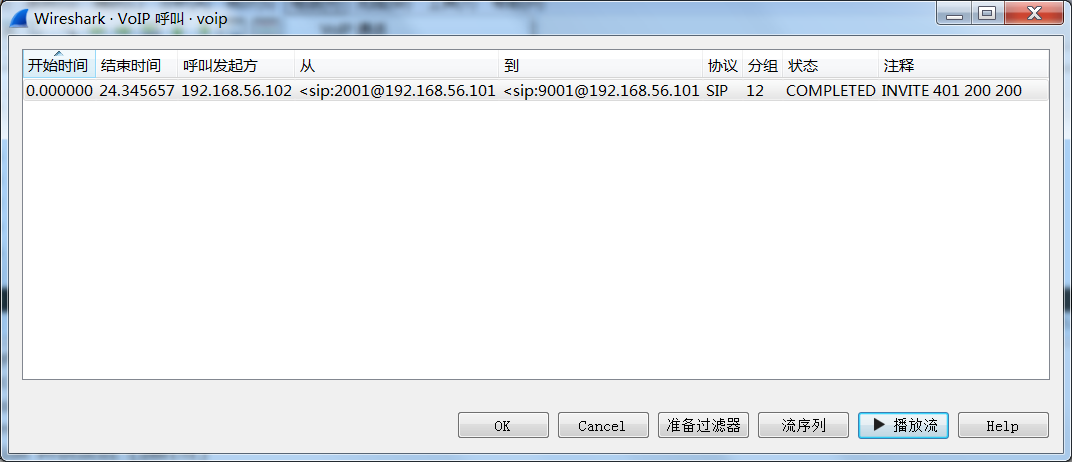 Wireshark · VoIP 呼叫 · voip
开始时间 结束时间 呼叫发起方 从 到 协议 分组 状态 注释
0.000000 24.345657 192.168.56.102 <sip:2001@192.168.56.101 <sip:9001@192.168.56.101 SIP 12 COMPLETED INVITE 401 200 200
OK Cancel 准备过滤器 流序列 ▶ 播放流 Help